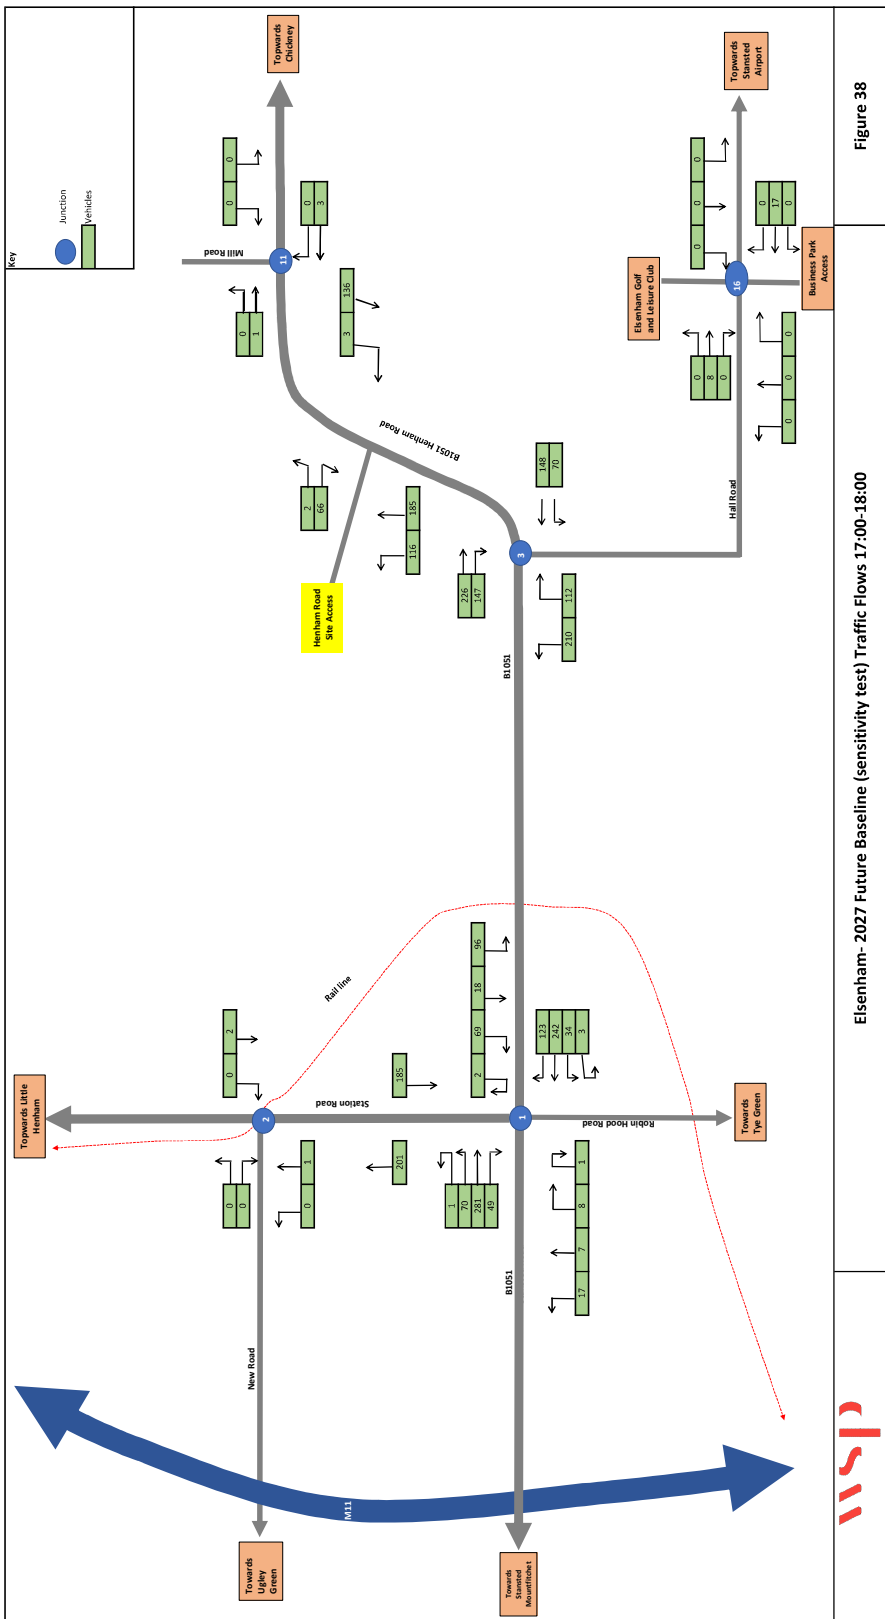 Key
Junction
Vehicles
Topwards
Chickney
Topwards
Stansted
Airport
Figure 38
0 0
0
3
Mill Road
11
0
1
3 136
0 0 0
0
17
0
Elsenham Golf
and Leisure Club
16
Business Park
Access
0
8
0
0 0 0
B1051 Henham Road
2
66
116 185
Henham Road
Site Access
148
70
Hall Road
226
147
3
210 112
B1051
Elsenham- 2027 Future Baseline (sensitivity test) Traffic Flows 17:00-18:00
Rail line
0 2
185
2 69 18 96
123
242
34
3
Topwards Little
Henham
2
Station Road
1
Robin Hood Road
Towards
Tye Green
0
0
0 1
201
1
70
281
49
17 7 8 1
New Road
B1051
M11
Towards
Ugley
Green
Towards
Stansted
Mountfitchet
wsp